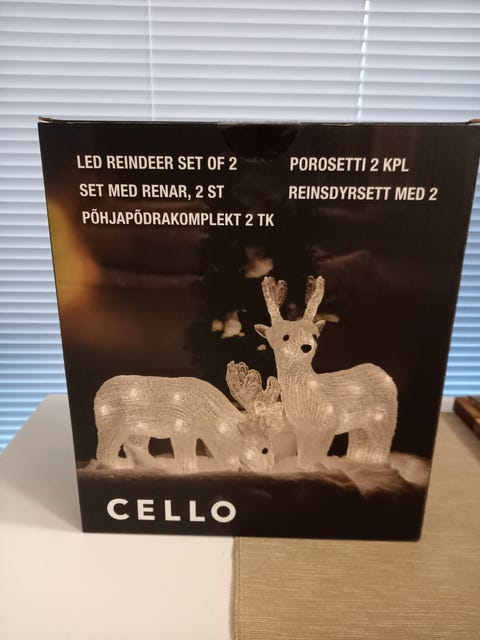 LED REINDEER SET OF 2
SET MED RENAR, 2 ST
PÕHJAPÕDRAKOMPLEKT 2 TK
POROSETTI 2 KPL
REINSDYRSETT MED 2
CELLO